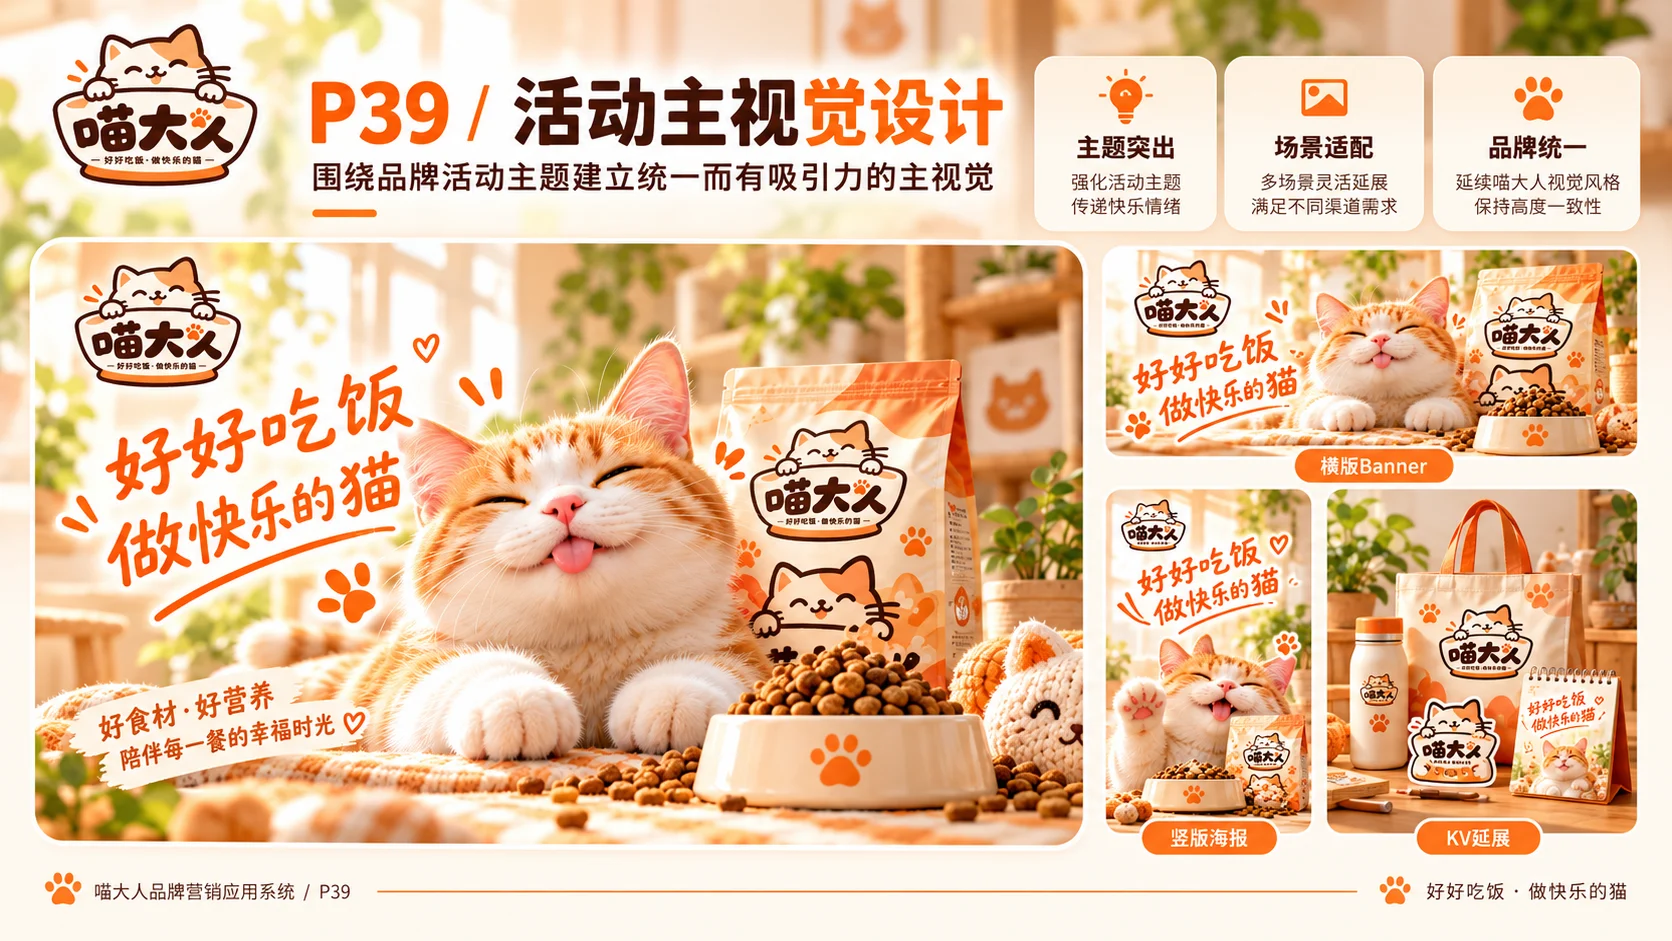 喵大人
好好吃饭·做快乐的猫
P39 / 活动主视觉设计
围绕品牌活动主题建立统一而有吸引力的主视觉
主题突出
强化活动主题
传递快乐情绪
场景适配
多场景灵活延展
满足不同渠道需求
品牌统一
延续喵大人视觉风格
保持高度一致性
喵大人
好好吃饭·做快乐的猫
好好吃饭
做快乐的猫
好食材·好营养
陪伴每一餐的幸福时光
喵大人
好好吃饭·做快乐的猫
喵大人
好好吃饭
做快乐的猫
喵大人
横版Banner
喵大人
好好吃饭
做快乐的猫
喵大人
竖版海报
喵大人
喵大人
喵大人
好好吃饭
做快乐的猫
KV延展
喵大人品牌营销应用系统 / P39
好好吃饭 · 做快乐的猫